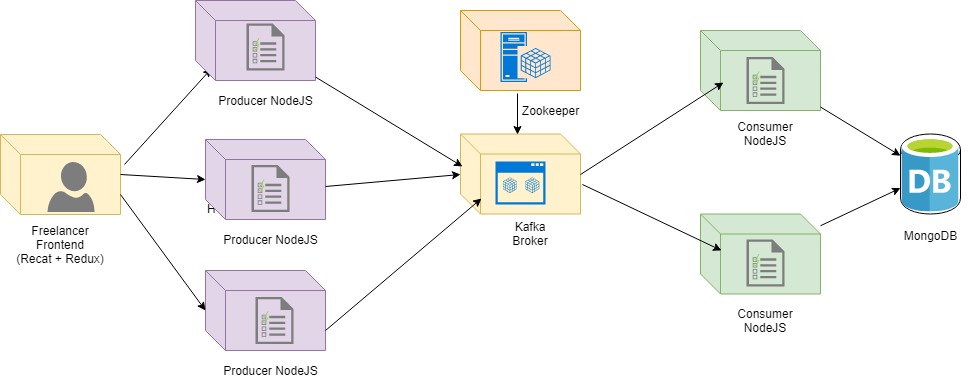 Producer NodeJS
Zookeeper
Consumer
NodeJS
DB
H
Freelancer
Frontend
(Recat + Redux)
Producer NodeJS
Kafka
Broker
MongoDB
Consumer
NodeJS
Producer NodeJS